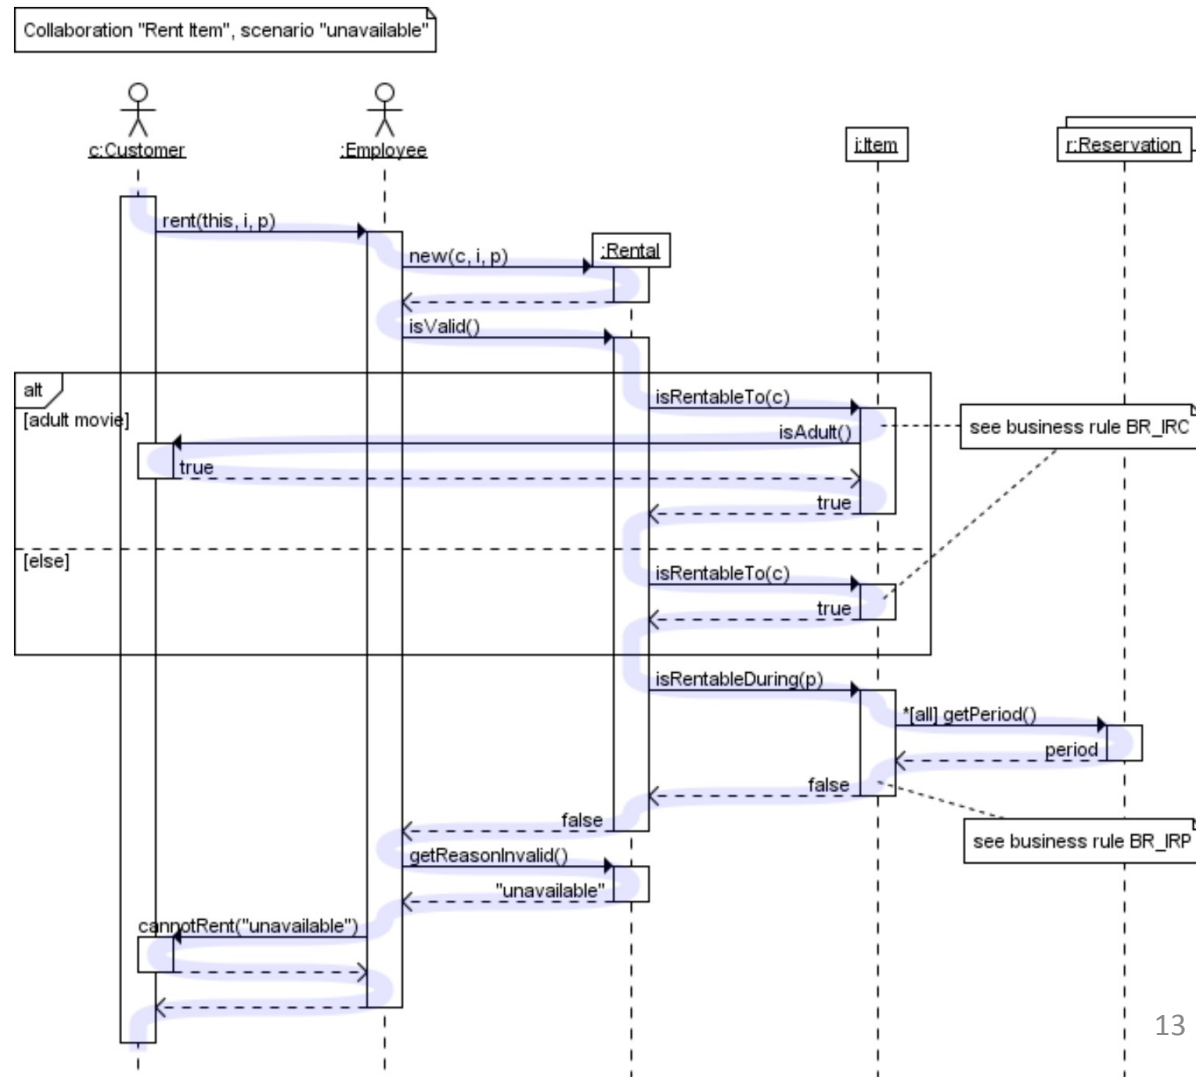 Collaboration "Rent Item", scenario "unavailable"
c:Customer
:Employee
i:Item
r:Reservation
rent(this, i, p)
:Rental
new(c, i, p)
isValid()
alt
[adult movie]
isRentableTo(c)
see business rule BR_IRC
isAdult()
true
true
[else]
isRentableTo(c)
true
isRentableDuring(p)
*[all] getPeriod()
period
false
false
see business rule BR_IRP
getReasonInvalid()
"unavailable"
cannotRent("unavailable")
13